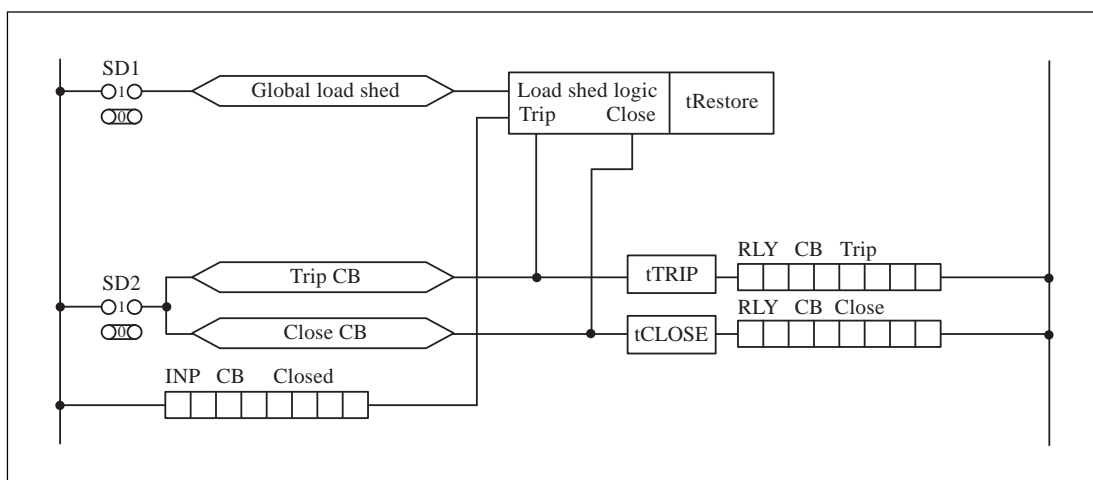 SD1
1
0
Global load shed
Load shed logic
Trip Close
tRestore
SD2
1
0
Trip CB
tTRIP
RLY CB Trip
Close CB
tCLOSE
RLY CB Close
INP CB Closed